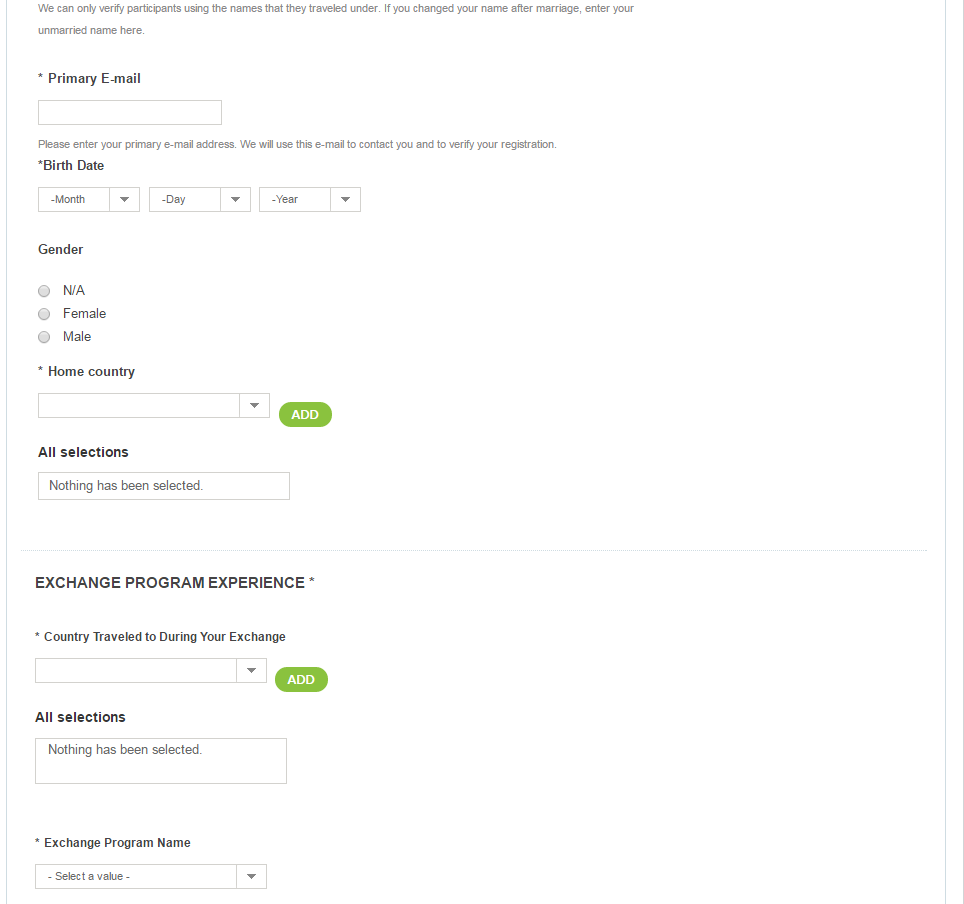 We can only verify participants using the names that they traveled under. If you changed your name after marriage, enter your
unmarried name here.
* Primary E-mail
Please enter your primary e-mail address. We will use this e-mail to contact you and to verify your registration.
*Birth Date
-Month -Day -Year
Gender
N/A
Female
Male
* Home country
ADD
All selections
Nothing has been selected.
EXCHANGE PROGRAM EXPERIENCE *
* Country Traveled to During Your Exchange
ADD
All selections
Nothing has been selected.
* Exchange Program Name
- Select a value -